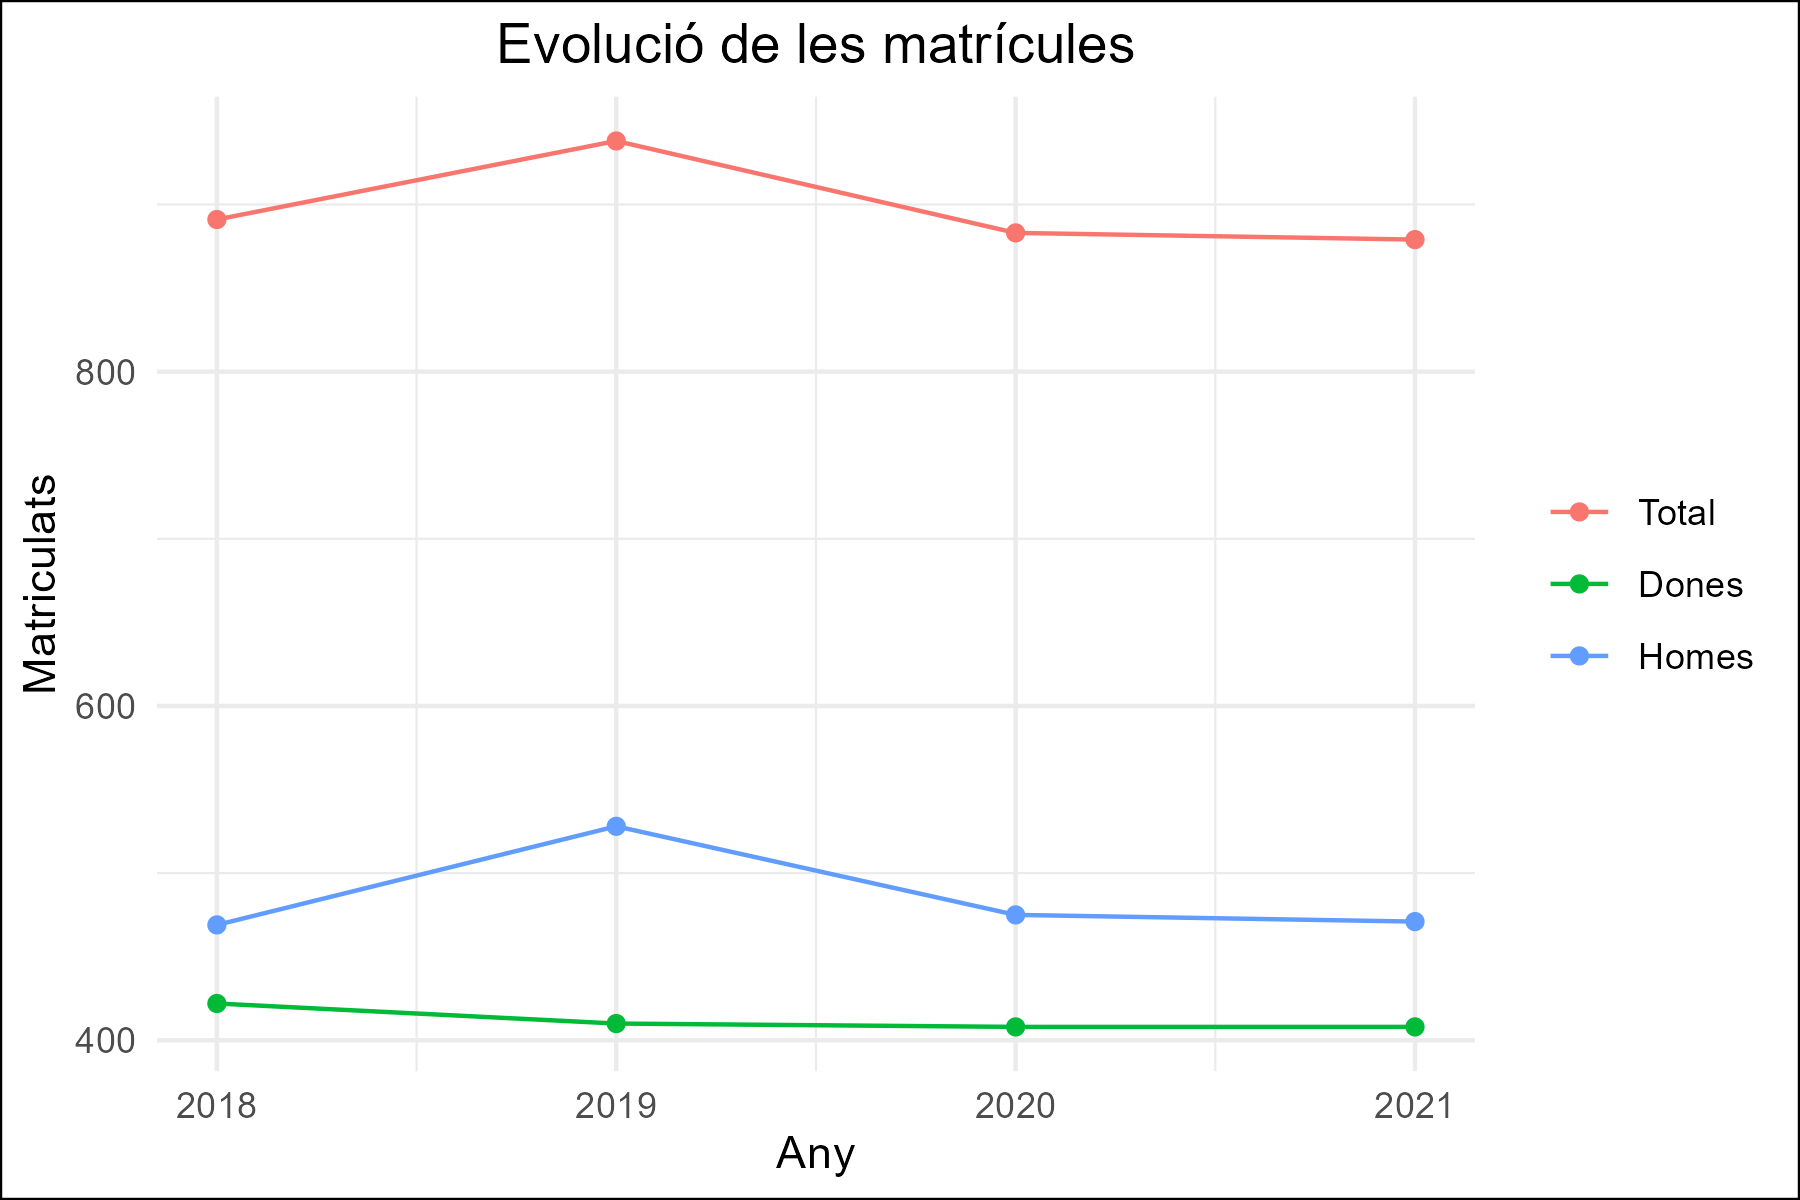 Evolució de les matrícules
800
600
400
Matriculats
2018 2019 2020 2021
Any
Total
Dones
Homes